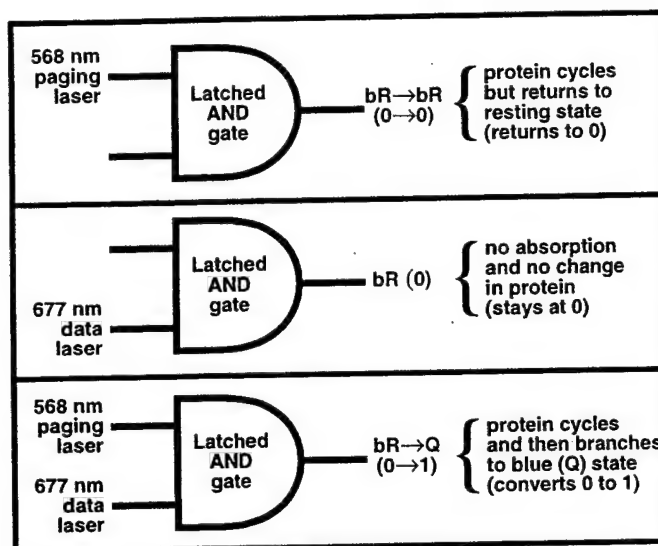 568 nm
paging
laser
Latched
AND
gate
bR→bR
(0→0)
protein cycles
but returns to
resting state
(returns to 0)
677 nm
data
laser
Latched
AND
gate
bR (0)
no absorption
and no change
in protein
(stays at 0)
568 nm
paging
laser
677 nm
data
laser
Latched
AND
gate
bR→Q
(0→1)
protein cycles
and then branches
to blue (Q) state
(converts 0 to 1)